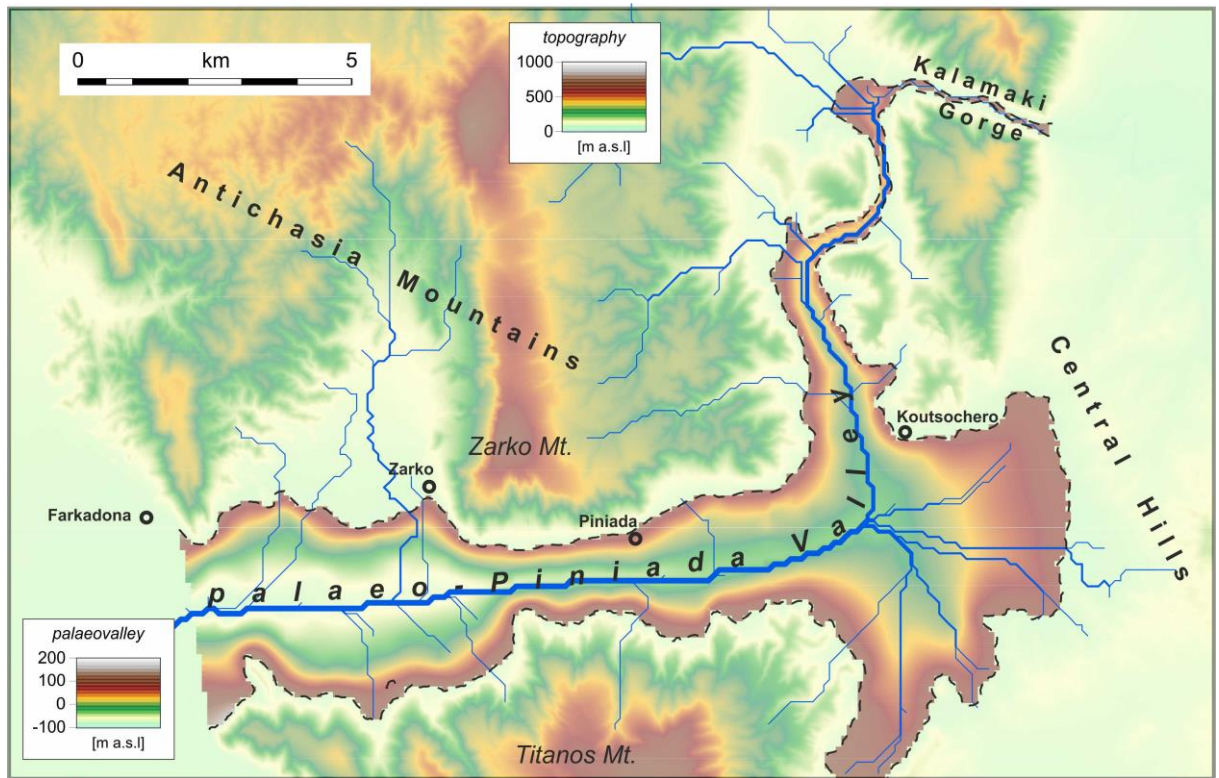 0 km 5
topography
1000
500
0
[m a.s.l]
Kalamaki
Gorge
Antichasia Mountains
Central Hills
Koutsochero
Zarko Mt.
Zarko
Farkadona
Piniada
palaeo-Piniada Valley
palaeovalley
200
100
0
-100
[m a.s.l]
Titanos Mt.